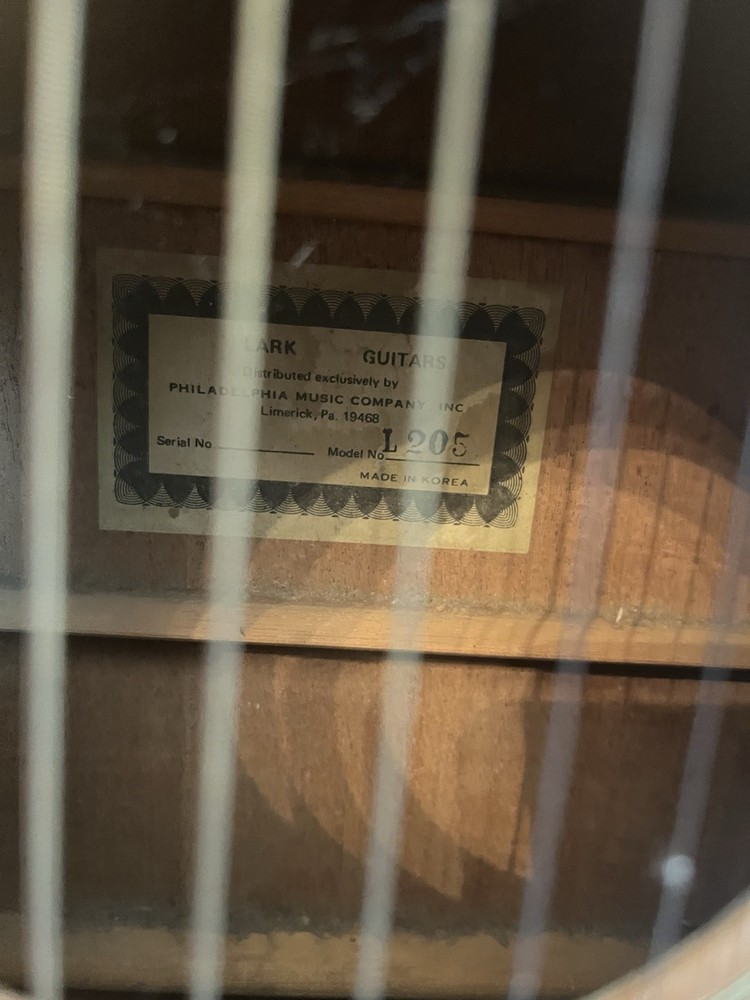 LARK GUITARS
Distributed exclusively by
PHILADELPHIA MUSIC COMPANY INC
Limerick, Pa. 19468
Serial No. Model No. L205
MADE IN KOREA